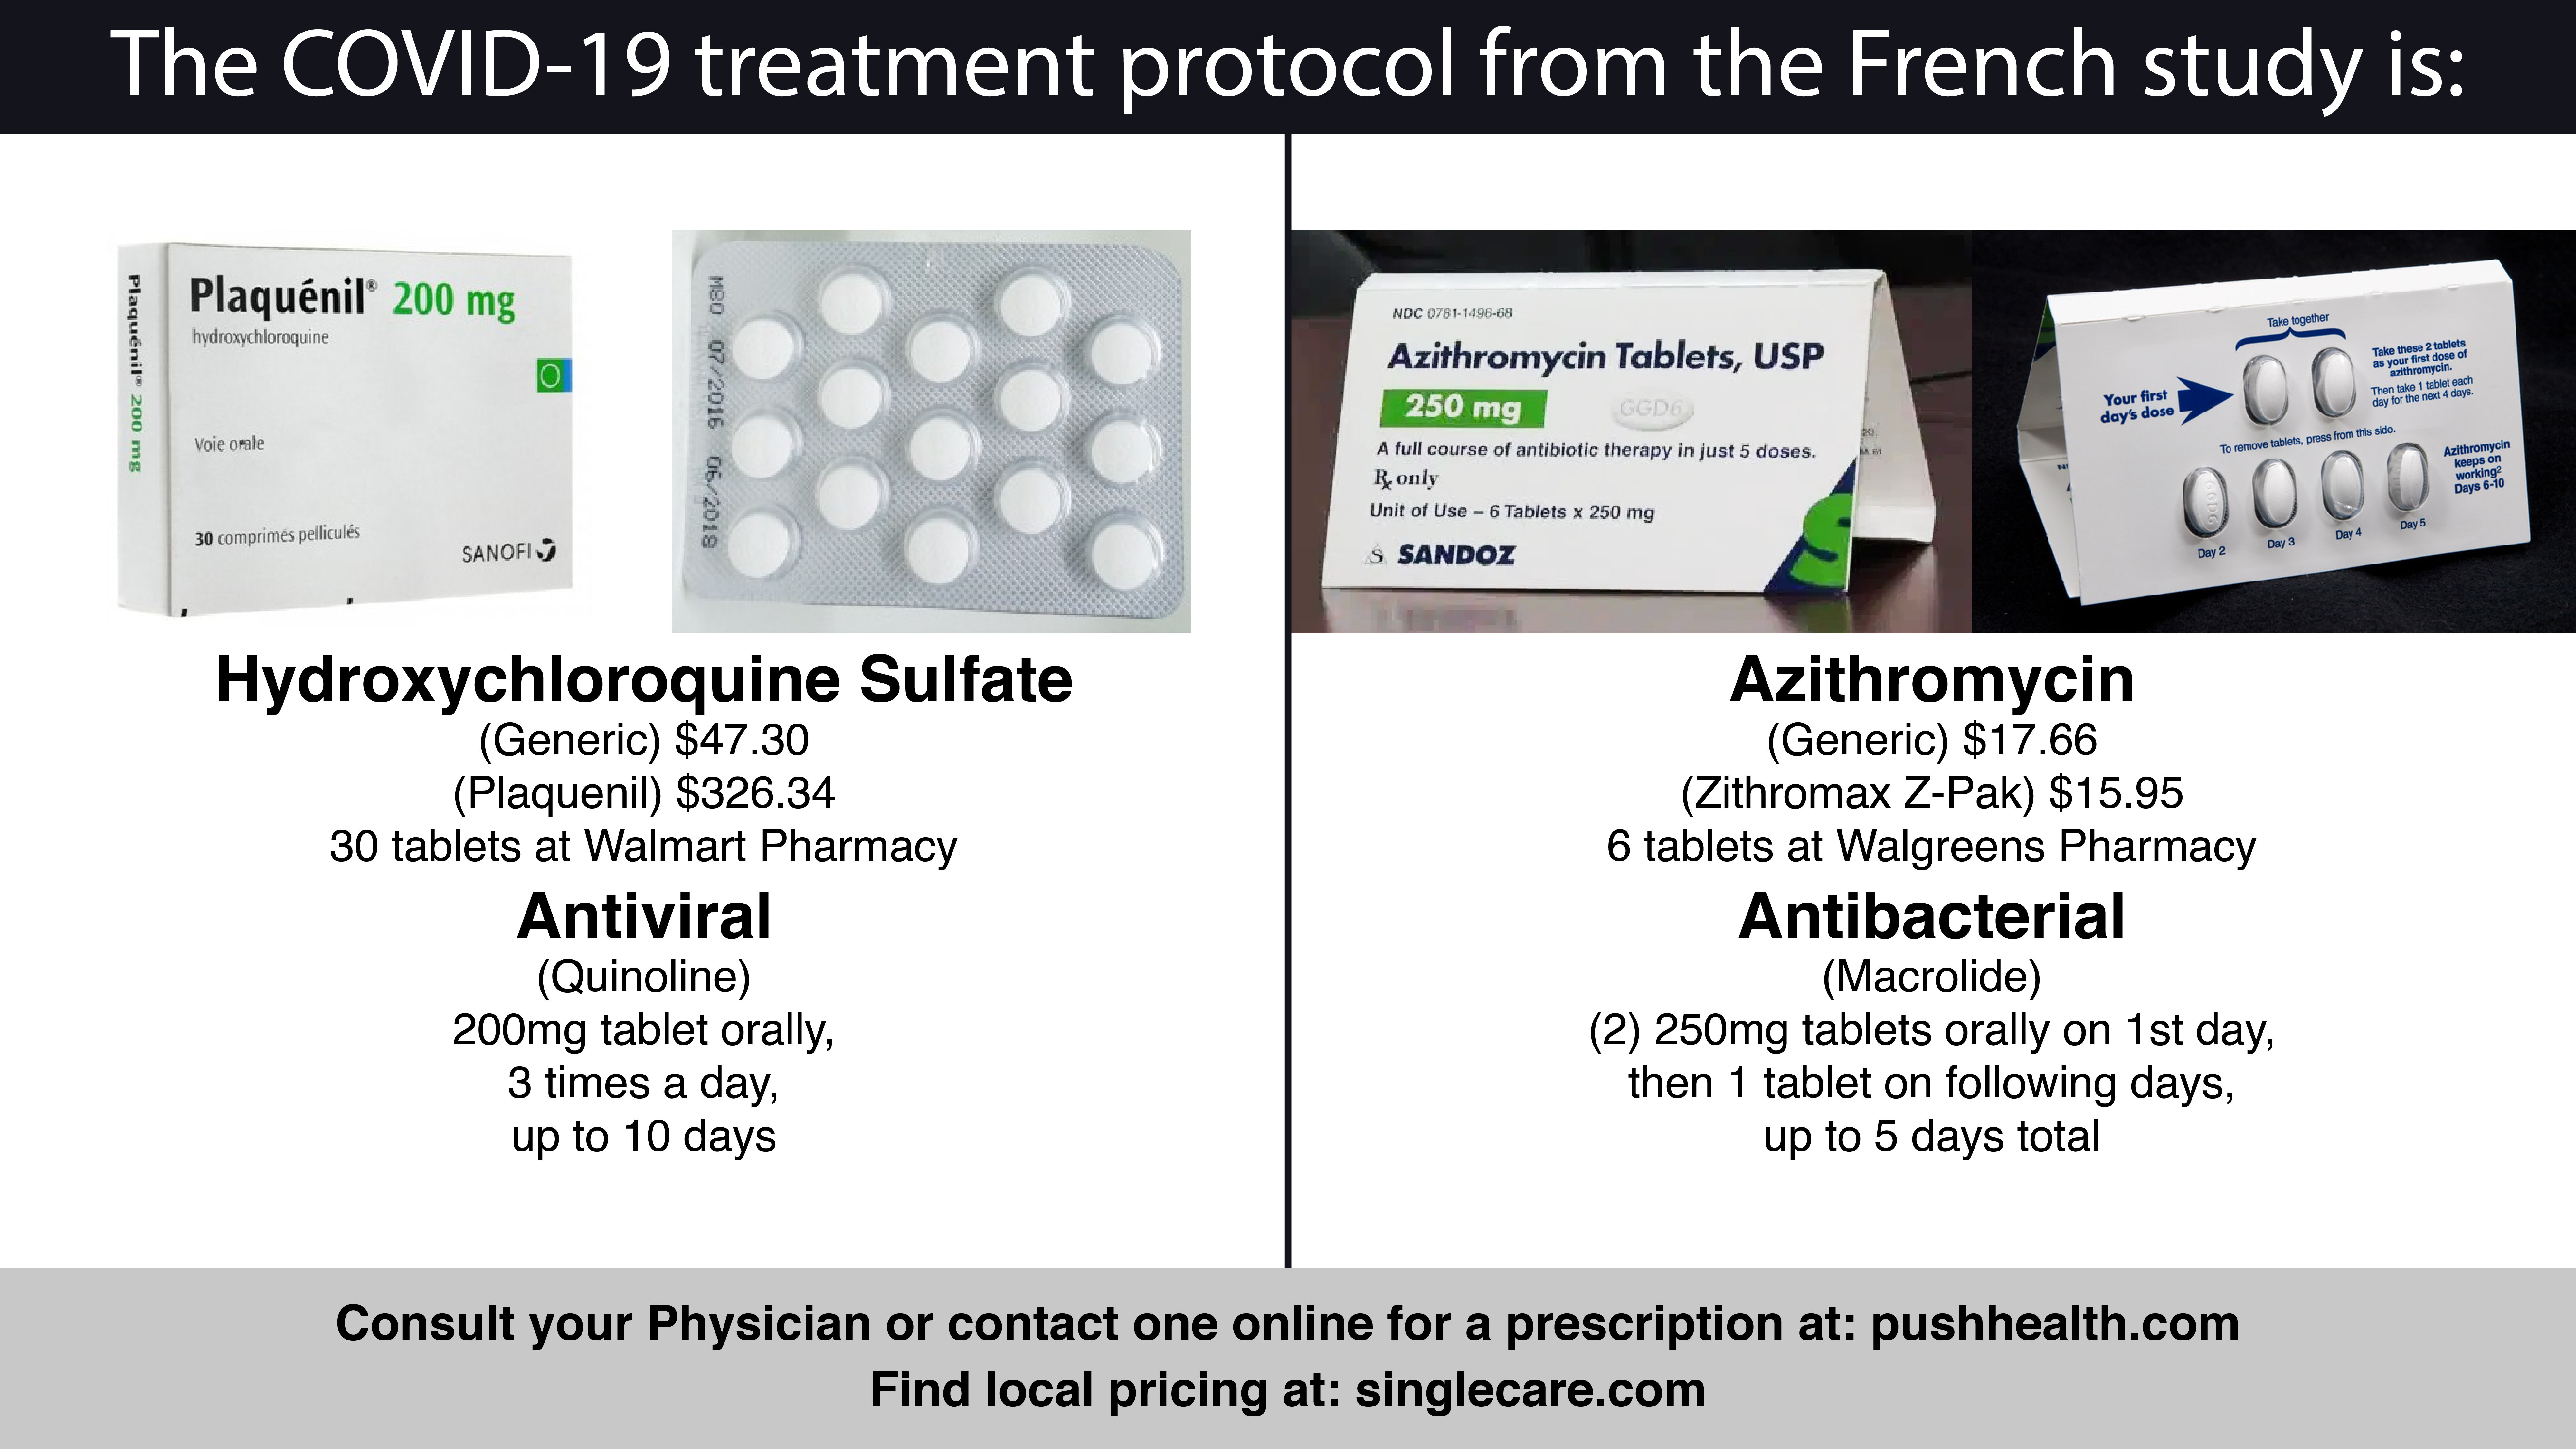 The COVID-19 treatment protocol from the French study is:
Plaquénil® 200 mg
Plaquénil® 200 mg
hydroxychloroquine
Voie orale
30 comprimés pelliculés
SANOFI
M80 07/2016 06/2018
NDC 0781-1496-68
Azithromycin Tablets, USP
250 mg
GGD6
A full course of antibiotic therapy in just 5 doses.
Rx only
Unit of Use – 6 Tablets x 250 mg
S SANDOZ
S
Take together
Your first
day's dose
Take these 2 tablets
as your first dose of
azithromycin.
Then take 1 tablet each
day for the next 4 days.
To remove tablets, press from this side.
Azithromycin
keeps on
working2
Days 6-10
Day 2
Day 3
Day 4
Day 5
Hydroxychloroquine Sulfate
(Generic) $47.30
(Plaquenil) $326.34
30 tablets at Walmart Pharmacy
Antiviral
(Quinoline)
200mg tablet orally,
3 times a day,
up to 10 days
Azithromycin
(Generic) $17.66
(Zithromax Z-Pak) $15.95
6 tablets at Walgreens Pharmacy
Antibacterial
(Macrolide)
(2) 250mg tablets orally on 1st day,
then 1 tablet on following days,
up to 5 days total
Consult your Physician or contact one online for a prescription at: pushhealth.com
Find local pricing at: singlecare.com